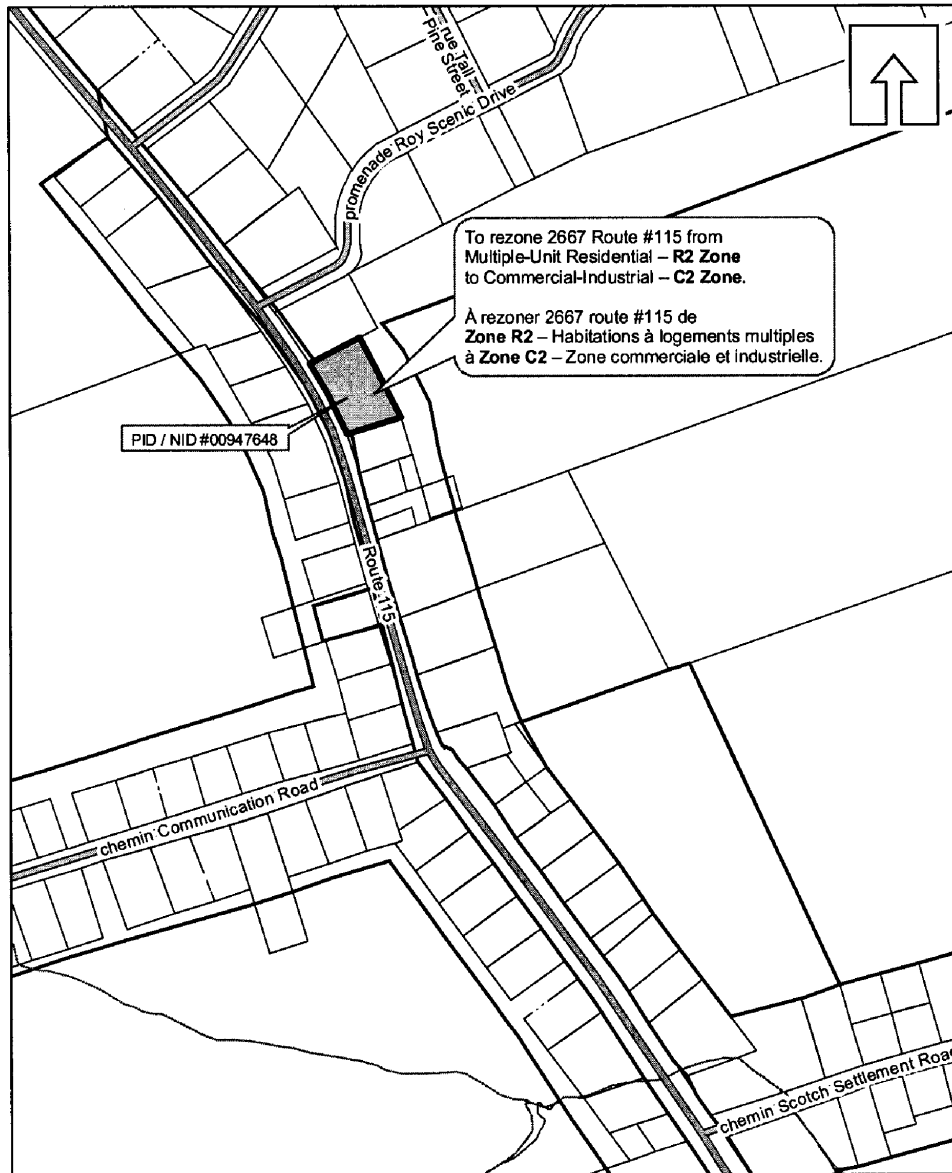 rue Tall
Pine Street
promenade Roy Scenic Drive
To rezone 2667 Route #115 from
Multiple-Unit Residential – R2 Zone
to Commercial-Industrial – C2 Zone.
À rezoner 2667 route #115 de
Zone R2 – Habitations à logements multiples
à Zone C2 – Zone commerciale et industrielle.
PID / NID #00947648
Route 115
chemin Communication Road
chemin Scotch Settlement Road